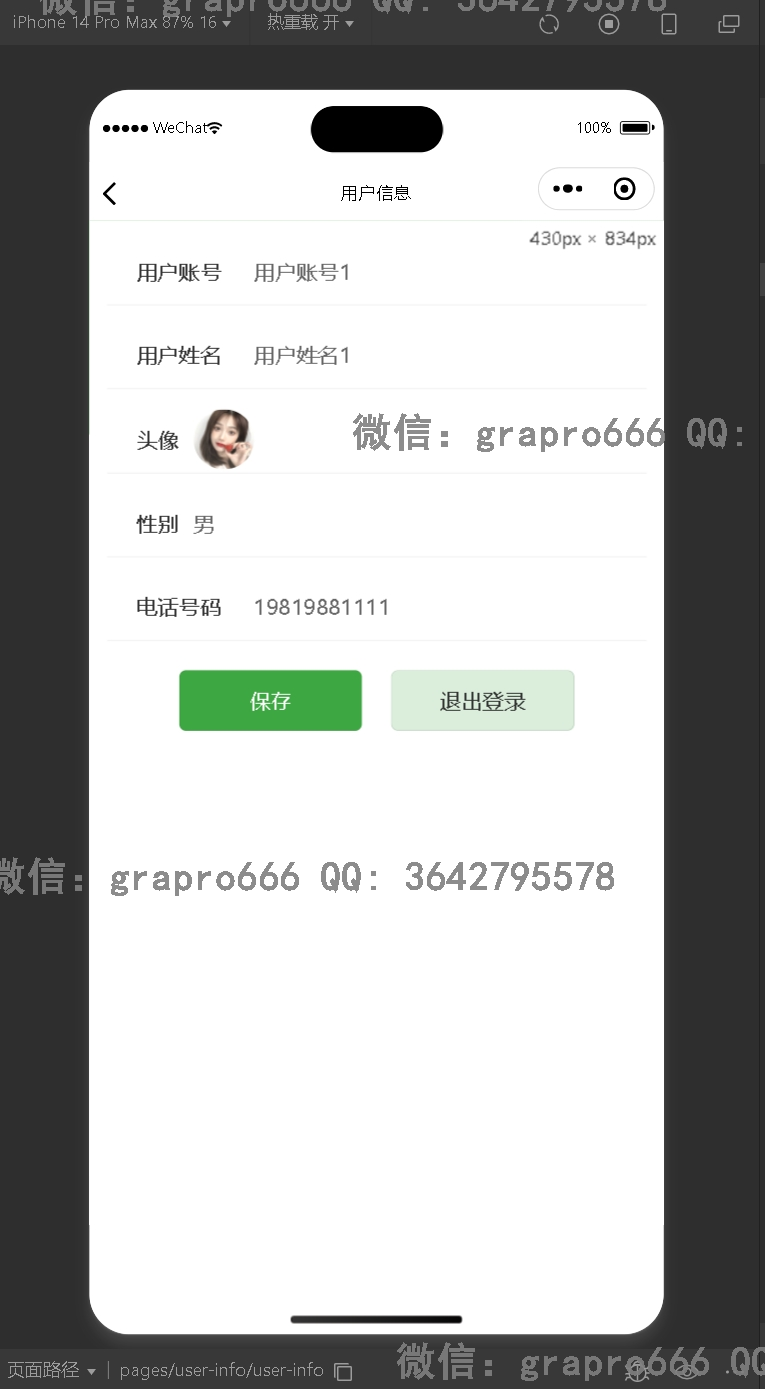 微信: grapro666 QQ: 3642795578
iPhone 14 Pro Max 87% 16
热重载 开
WeChat
100%
用户信息
430px × 834px
用户账号 用户账号1
用户姓名 用户姓名1
头像
微信: grapro666 QQ:
性别 男
电话号码 19819881111
保存 退出登录
微信: grapro666 QQ: 3642795578
页面路径 | pages/user-info/user-info
微信: grapro666 QQ